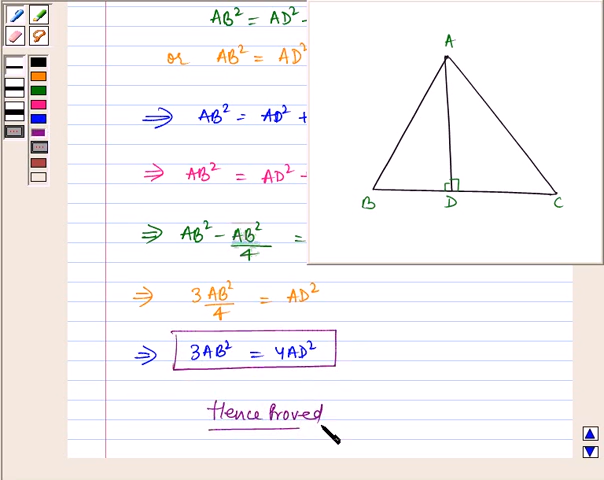 AB² = AD²
or AB² = AD²
⇒ AB² = AD² +
⇒ AB² = AD²
⇒ AB² - AB²/4 =
⇒ 3AB²/4 = AD²
⇒ 3AB² = 4AD²
Hence Proved
A
B D C